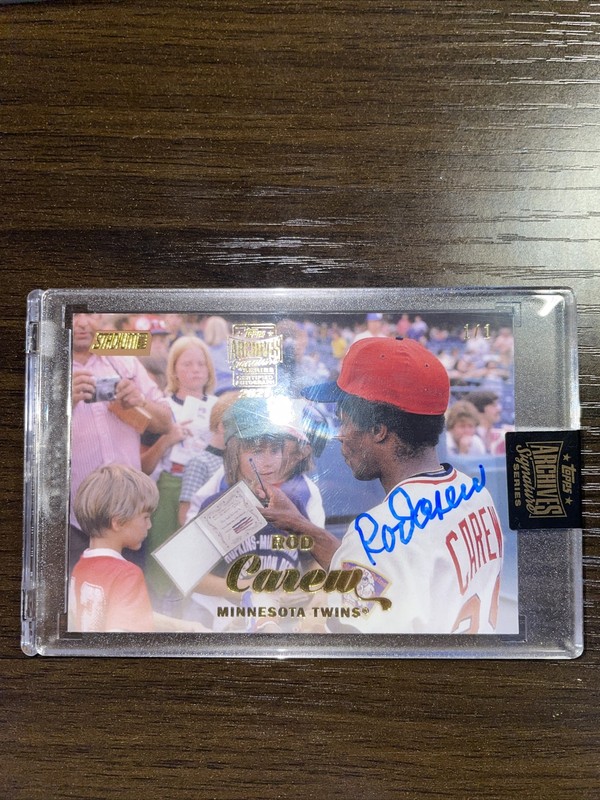 STADIUM
Topps
ARCHIVES
Signature
SERIES
1/1
topps
ARCHIVES
Signature
SERIES
Rod Carew
CAREW
ROD
Carew
MINNESOTA TWINS®